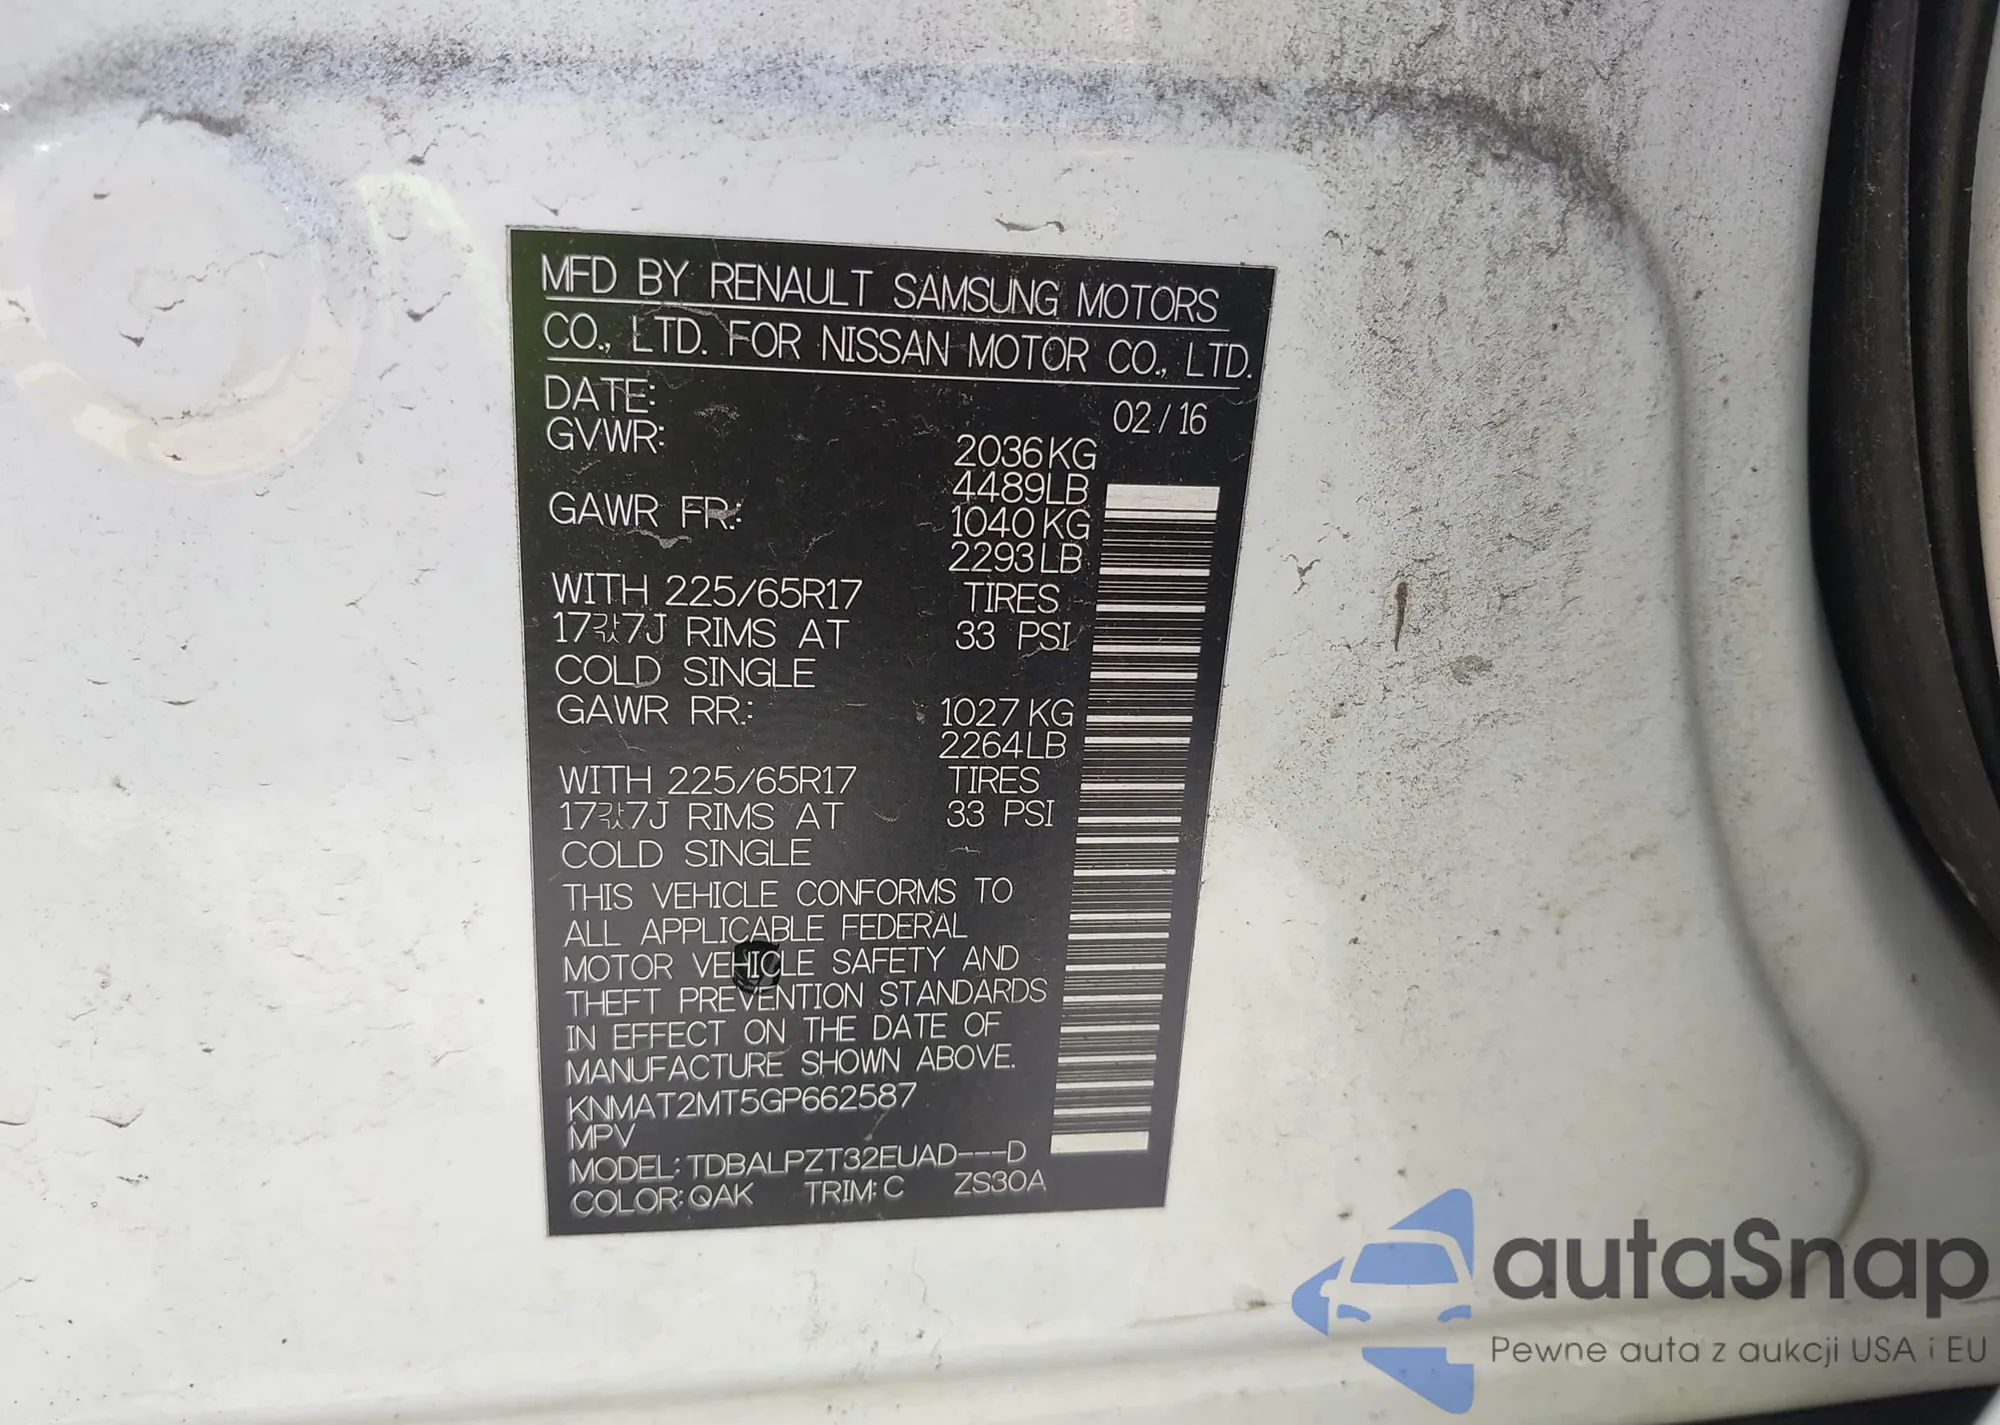 MFD BY RENAULT SAMSUNG MOTORS
CO., LTD. FOR NISSAN MOTOR CO., LTD.
DATE: 02/16
GVWR: 2036KG
4489LB
GAWR FR.: 1040KG
2293LB
WITH 225/65R17 TIRES
17각7J RIMS AT 33 PSI
COLD SINGLE
GAWR RR.: 1027KG
2264LB
WITH 225/65R17 TIRES
17각7J RIMS AT 33 PSI
COLD SINGLE
THIS VEHICLE CONFORMS TO
ALL APPLICABLE FEDERAL
MOTOR VEHICLE SAFETY AND
THEFT PREVENTION STANDARDS
IN EFFECT ON THE DATE OF
MANUFACTURE SHOWN ABOVE.
KNMAT2MT5GP662587
MPV
MODEL: TDBALPZT32EUAD---D
COLOR: QAK TRIM: C ZS30A
autaSnap
Pewne auta z aukcji USA i EU